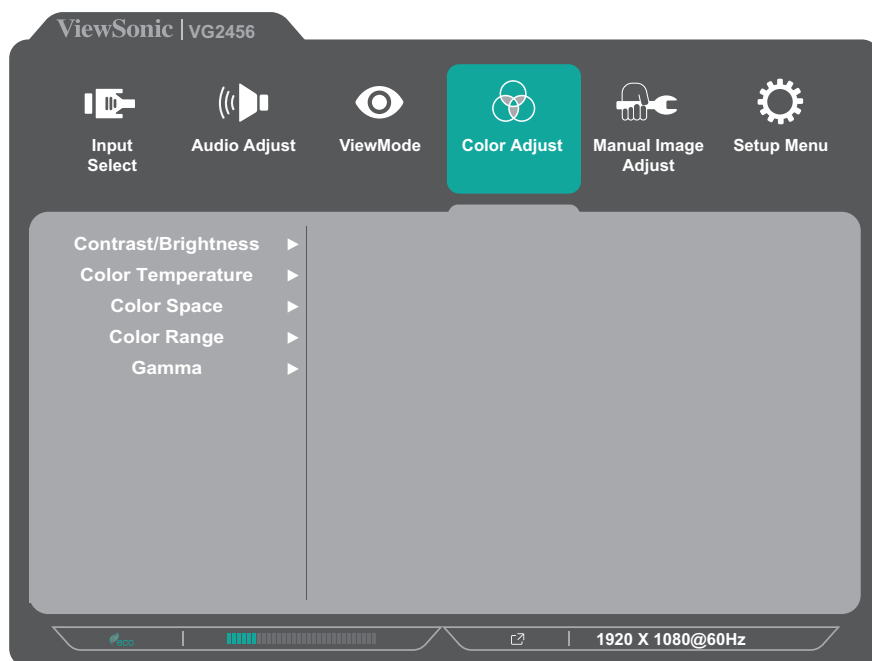 ViewSonic | VG2456
Input
Select
Audio Adjust
ViewMode
Color Adjust
Manual Image
Adjust
Setup Menu
Contrast/Brightness ▶
Color Temperature ▶
Color Space ▶
Color Range ▶
Gamma ▶
eco
1920 X 1080@60Hz